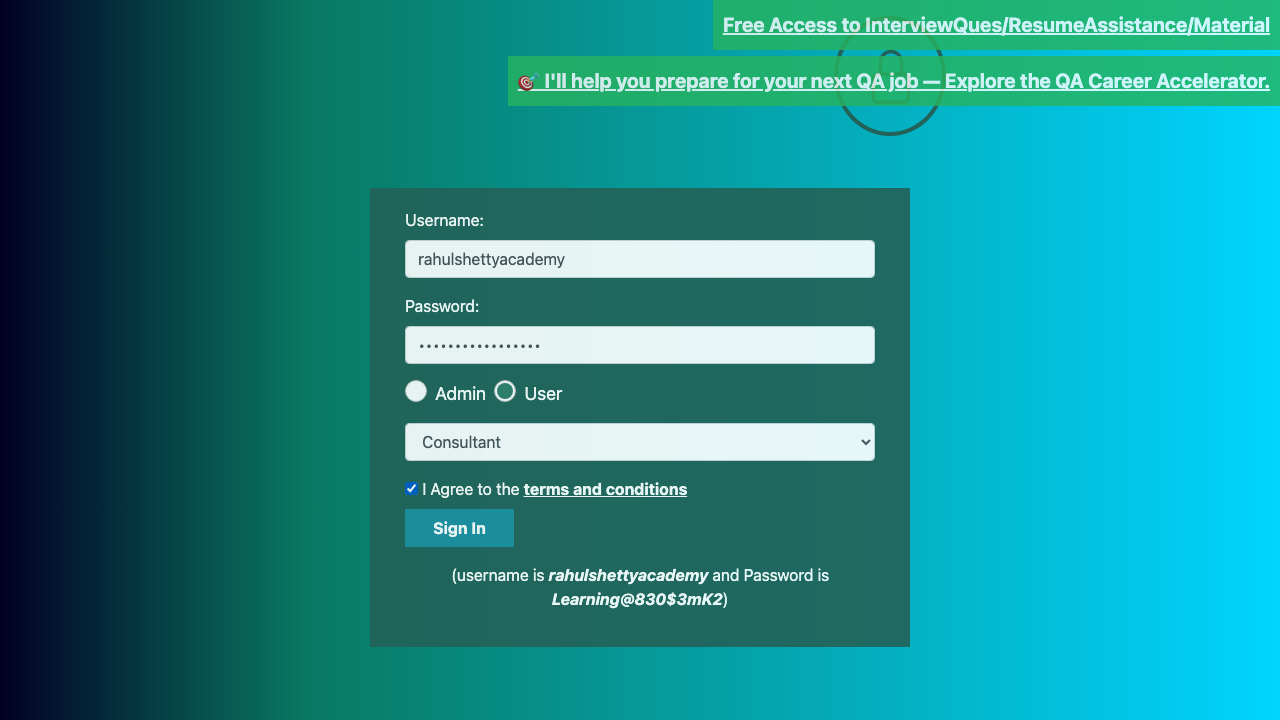 Free Access to InterviewQues/ResumeAssistance/Material
🎯 I'll help you prepare for your next QA job — Explore the QA Career Accelerator.
Username:
rahulshettyacademy
Password:
•••••••••••••••••
Admin User
Consultant
I Agree to the terms and conditions
Sign In
(username is rahulshettyacademy and Password is
Learning@830$3mK2)